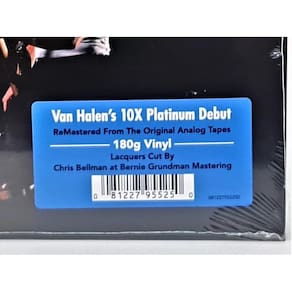 Van Halen's 10X Platinum Debut
ReMastered From The Original Analog Tapes
180g Vinyl
Lacquers Cut By
Chris Bellman at Bernie Grundman Mastering
0 81227 95525 0